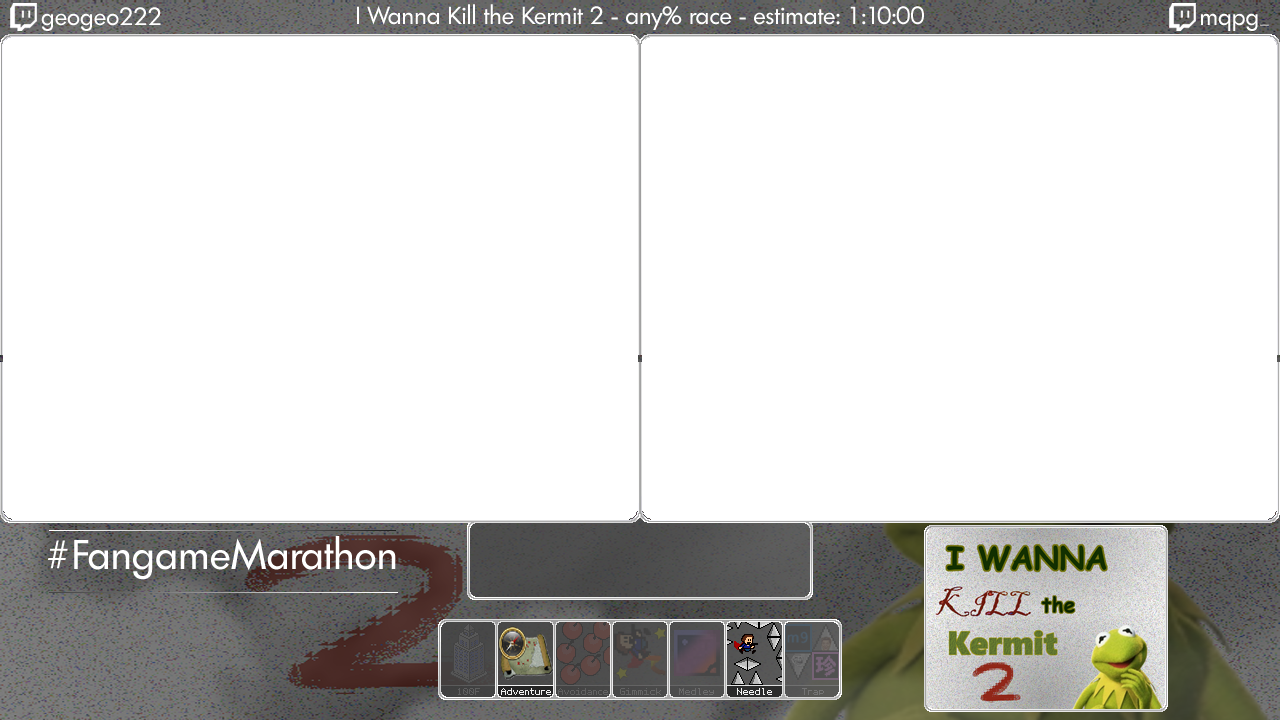 geogeo222
I Wanna Kill the Kermit 2 - any% race - estimate: 1:10:00
mqpg_
#FangameMarathon
2
100F
Adventure
Avoidance
Gimmick
Medley
Needle
Trap
I WANNA
KILL the
Kermit
2